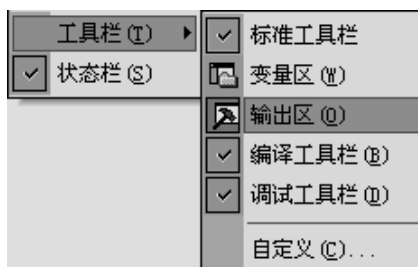 工具栏(T)
状态栏(S)
标准工具栏
变量区(W)
输出区(O)
编译工具栏(B)
调试工具栏(D)
自定义(C)...